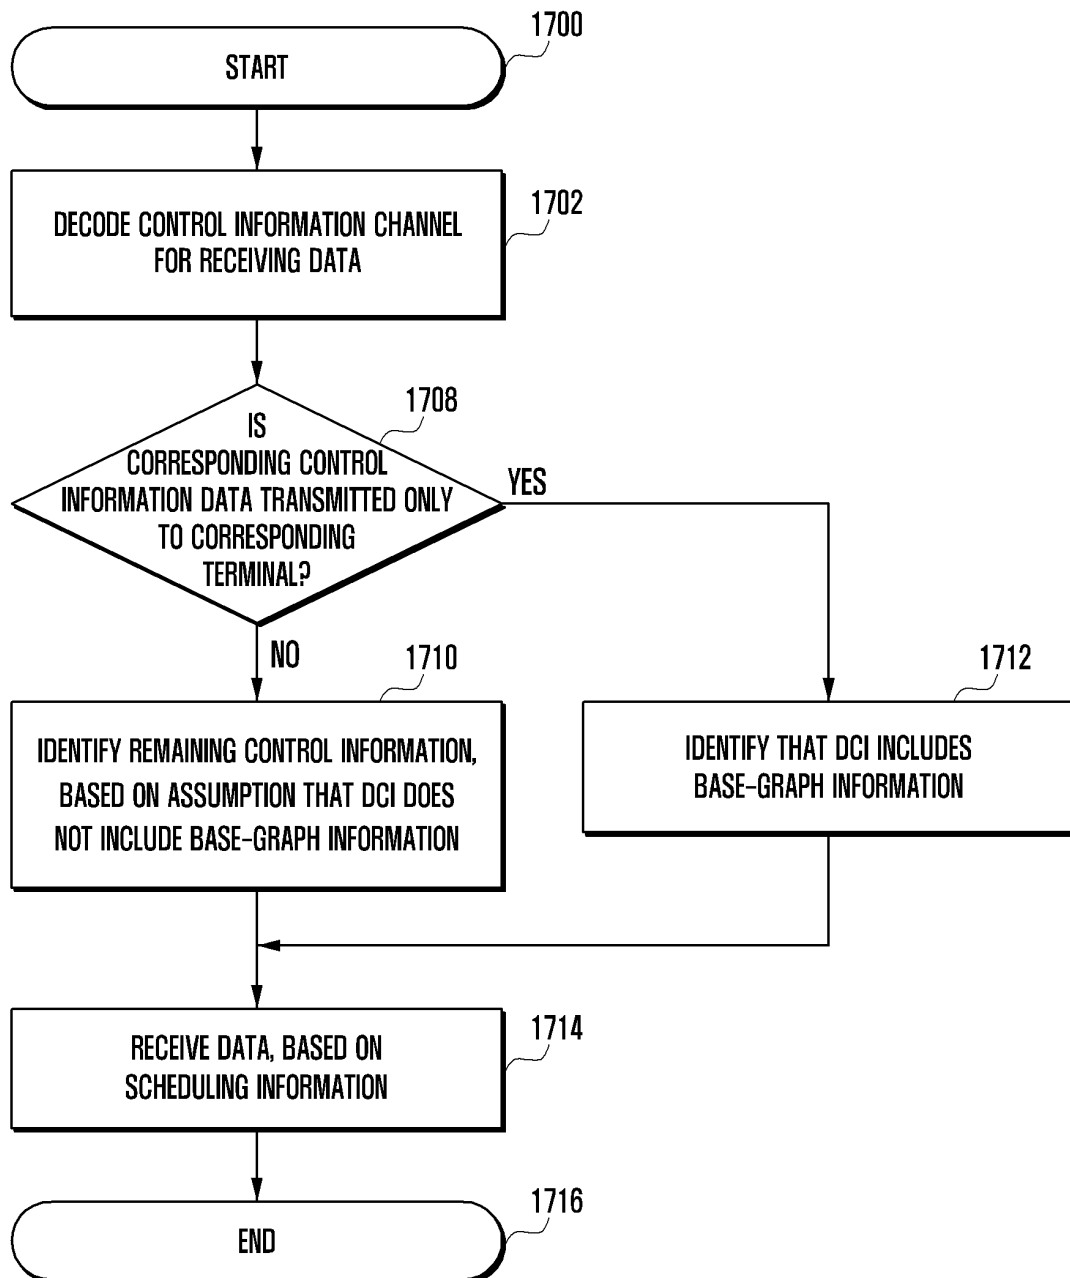 1700
START
1702
DECODE CONTROL INFORMATION CHANNEL
FOR RECEIVING DATA
1708
IS
CORRESPONDING CONTROL
INFORMATION DATA TRANSMITTED ONLY
TO CORRESPONDING
TERMINAL?
YES
NO
1710
IDENTIFY REMAINING CONTROL INFORMATION,
BASED ON ASSUMPTION THAT DCI DOES
NOT INCLUDE BASE-GRAPH INFORMATION
1712
IDENTIFY THAT DCI INCLUDES
BASE-GRAPH INFORMATION
1714
RECEIVE DATA, BASED ON
SCHEDULING INFORMATION
1716
END